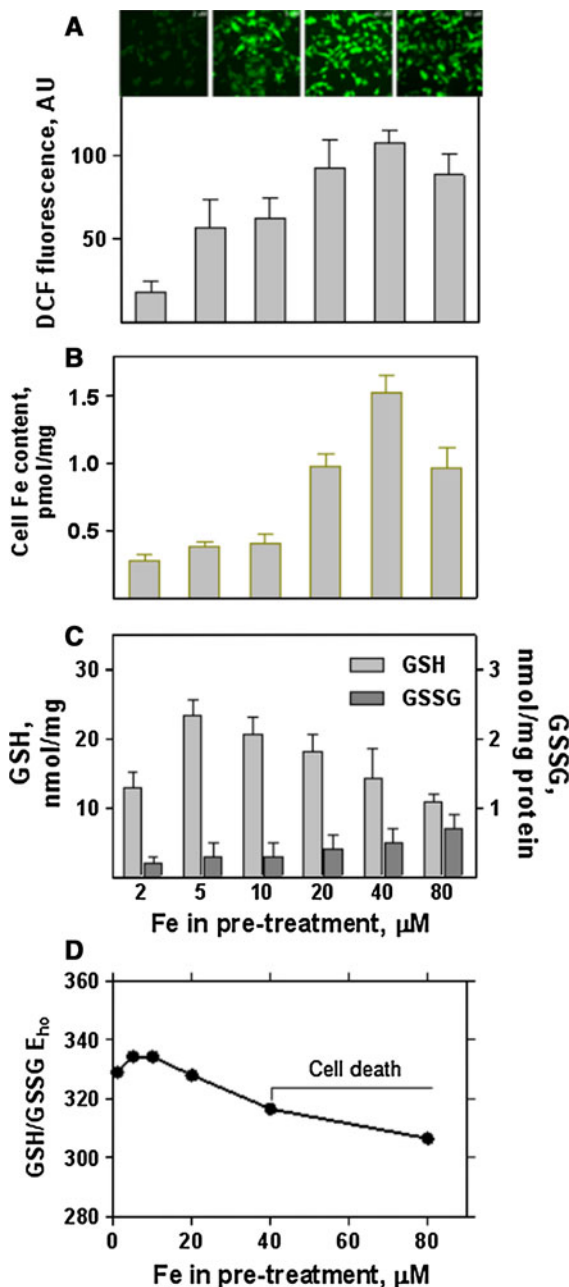 A
DCF fluorescence, AU
100
50
B
Cell Fe content,
pmol/mg
1.5
1.0
0.5
C
GSH,
nmol/mg
30
20
10
GSH
GSSG
3
2
1
GSSG,
nmol/mg protein
2 5 10 20 40 80
Fe in pre-treatment, μM
D
GSH/GSSG Eho
360
340
320
300
280
Cell death
0 20 40 60 80
Fe in pre-treatment, μM